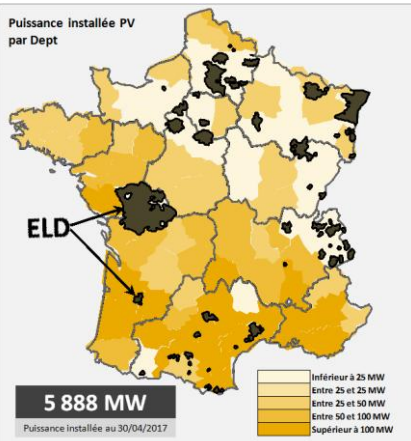 Puissance installée PV
par Dept
ELD
5 888 MW
Puissance installée au 30/04/2017
Inférieur à 25 MW
Entre 25 et 25 MW
Entre 25 et 50 MW
Entre 50 et 100 MW
Supérieur à 100 MW